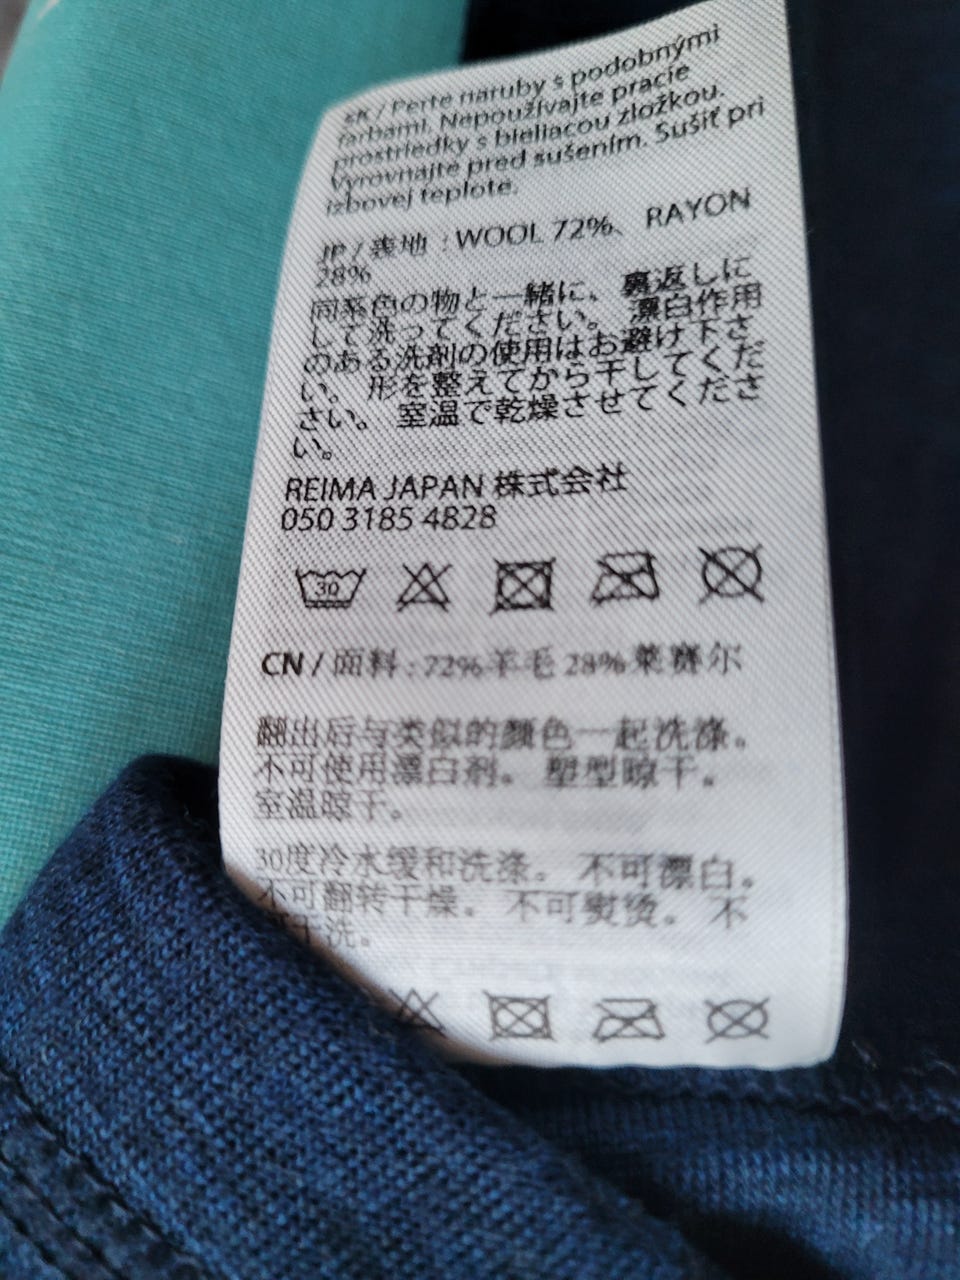 SK / Perte naruby s podobnými
farbami. Nepoužívajte pracie
prostriedky s bieliacou zložkou.
Vyrovnajte pred sušením. Sušiť pri
izbovej teplote.
JP / 表地 : WOOL 72%、 RAYON
28%
同系色の物と一緒に、裏返しに
して洗ってください。 漂白作用
のある洗剤の使用はお避け下さ
い。 形を整えてから干してくだ
さい。 室温で乾燥させてくださ
い。
REIMA JAPAN 株式会社
050 3185 4828
30
CN / 面料 : 72%羊毛 28%莱赛尔
翻出后与类似的颜色一起洗涤。
不可使用漂白剂。 塑型晾干。
室温晾干。
30度冷水缓和洗涤。 不可漂白。
不可翻转干燥。 不可熨烫。 不
干洗。